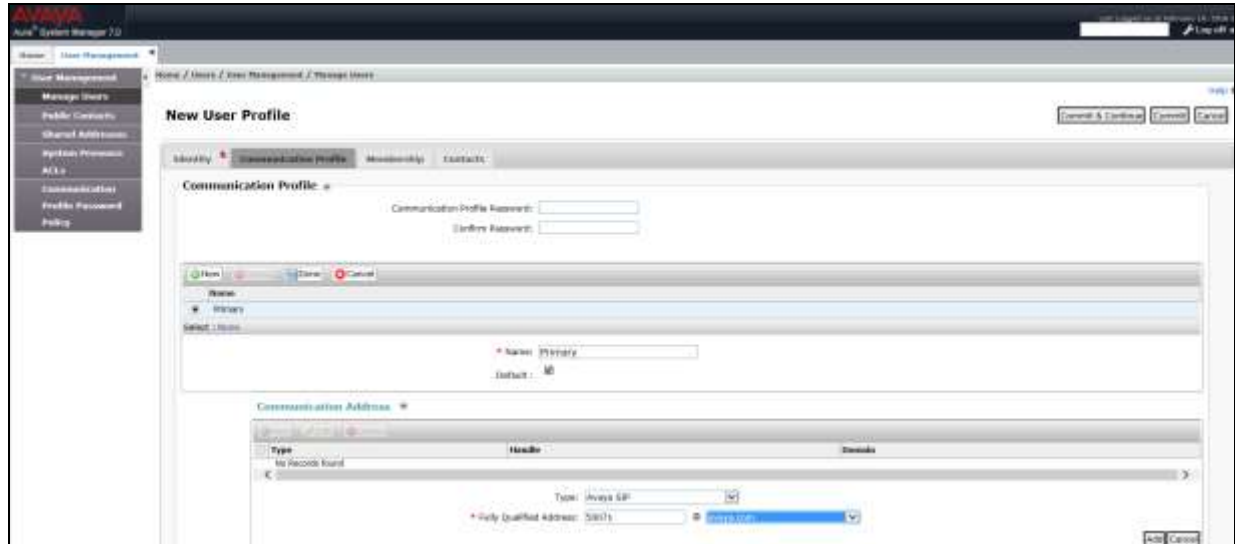 AVAYA
Aura® System Manager 7.0
Log off
Home User Management
User Management
Manage Users
Public Contacts
Shared Addresses
System Presence
ACLs
Communication
Profile Password
Policy
Home / Users / User Management / Manage Users
Help
New User Profile
Commit & Continue Commit Cancel
Identity * Communication Profile Membership Contacts
Communication Profile
Communication Profile Password:
Confirm Password:
New Done Cancel
Name
Primary
Select : None
* Name: Primary
Default :
Communication Address
Type Handle Domain
No Records found
Type: Avaya SIP
* Fully Qualified Address: @ avaya.com
Add Cancel